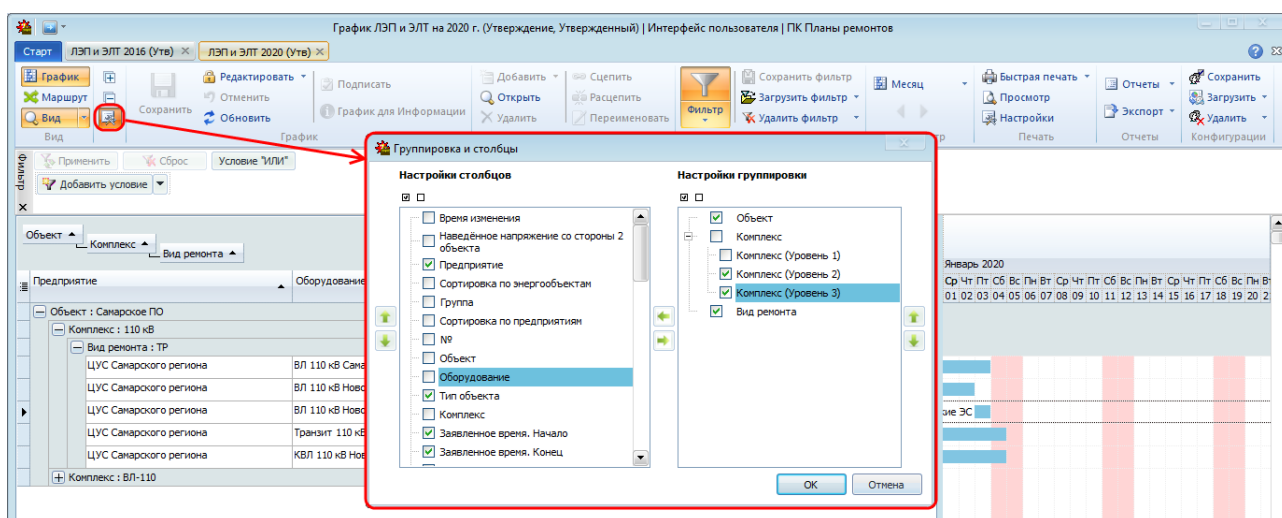 График ЛЭП и ЭЛТ на 2020 г. (Утверждение, Утвержденный) | Интерфейс пользователя | ПК Планы ремонтов
Старт ЛЭП и ЭЛТ 2016 (Утв) ЛЭП и ЭЛТ 2020 (Утв)
График Редактировать Подписать Добавить Сцепить Сохранить фильтр Месяц Быстрая печать Отчеты Сохранить
Маршрут Сохранить Отменить Открыть Расцепить Фильтр Загрузить фильтр Просмотр Экспорт Загрузить
Вид Обновить График для Информации Удалить Переименовать Удалить фильтр Настройки Удалить
Вид График р Печать Отчеты Конфигурации
Фильтр
Применить Сброс Условие "ИЛИ"
Добавить условие
Группировка и столбцы
Настройки столбцов
Время изменения
Наведённое напряжение со стороны 2
объекта
Предприятие
Сортировка по энергообъектам
Группа
Сортировка по предприятиям
№
Объект
Оборудование
Тип объекта
Комплекс
Заявленное время. Начало
Заявленное время. Конец
Настройки группировки
Объект
Комплекс
Комплекс (Уровень 1)
Комплекс (Уровень 2)
Комплекс (Уровень 3)
Вид ремонта
OK Отмена
Объект
Комплекс
Вид ремонта
Предприятие Оборудование
Объект : Самарское ПО
Комплекс : 110 кВ
Вид ремонта : ТР
ЦУС Самарского региона ВЛ 110 кВ Сама
ЦУС Самарского региона ВЛ 110 кВ Ново
ЦУС Самарского региона ВЛ 110 кВ Ново
ЦУС Самарского региона Транзит 110 кВ
ЦУС Самарского региона КВЛ 110 кВ Нов
Комплекс : ВЛ-110
Январь 2020
Ср Чт Пт Сб Вс Пн Вт Ср Чт Пт Сб Вс Пн Вт Ср Чт Пт Сб Вс Пн Вт
01 02 03 04 05 06 07 08 09 10 11 12 13 14 15 16 17 18 19 20 2
ие ЭС